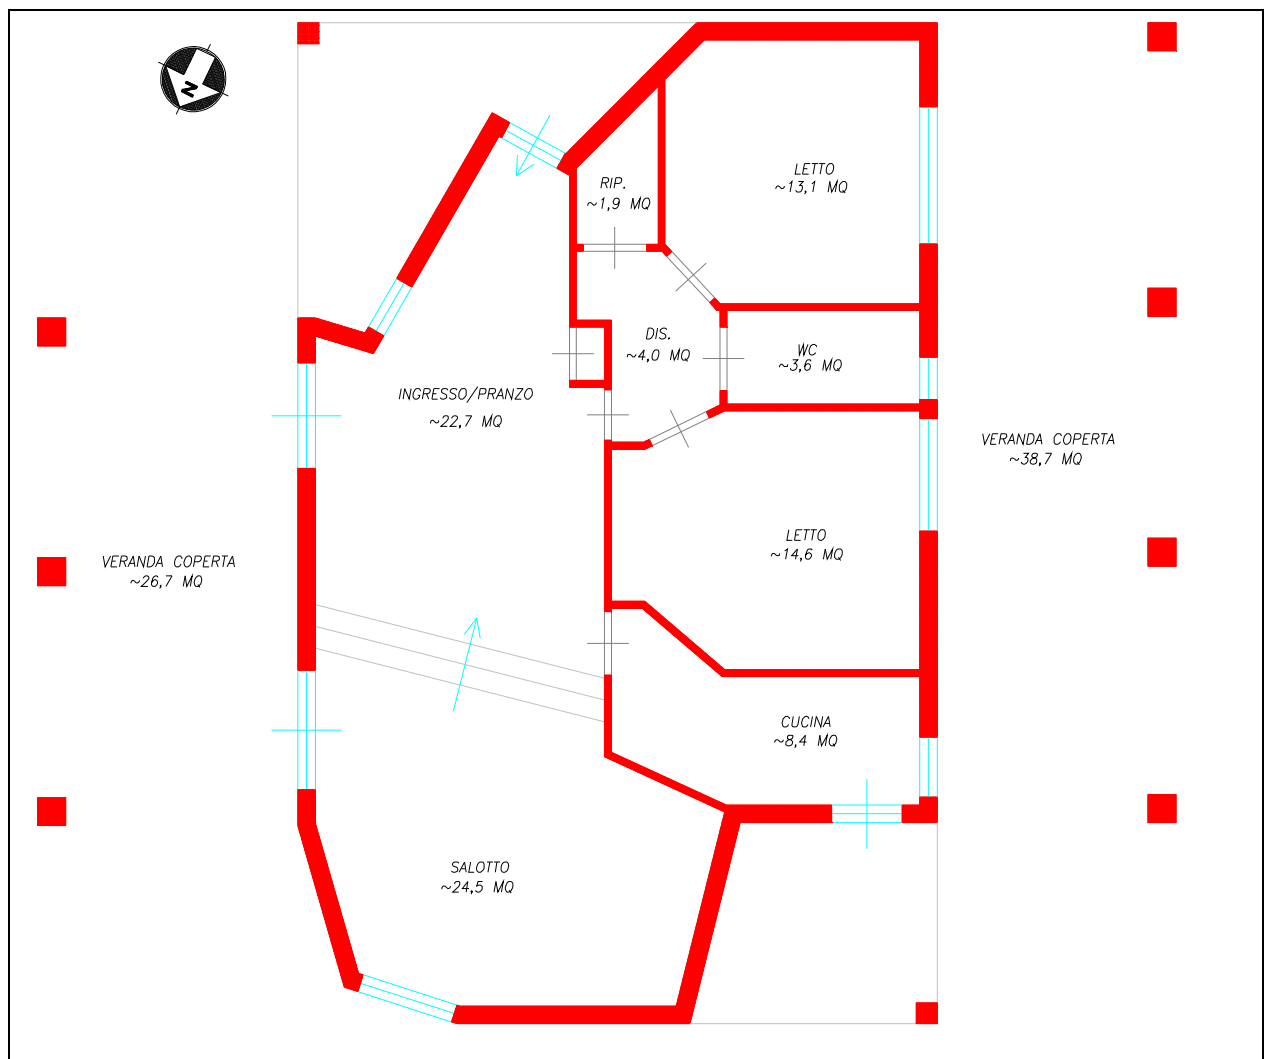 N
LETTO
~13,1 MQ
RIP.
~1,9 MQ
DIS.
~4,0 MQ
WC
~3,6 MQ
INGRESSO/PRANZO
~22,7 MQ
VERANDA COPERTA
~38,7 MQ
LETTO
~14,6 MQ
VERANDA COPERTA
~26,7 MQ
CUCINA
~8,4 MQ
SALOTTO
~24,5 MQ